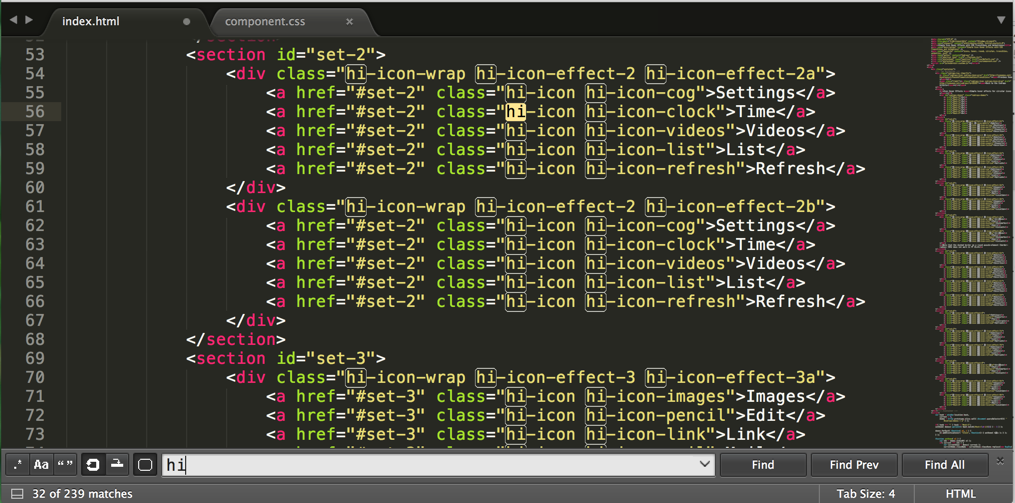 index.html
component.css
53 <section id="set-2">
54 <div class="hi-icon-wrap hi-icon-effect-2 hi-icon-effect-2a">
55 <a href="#set-2" class="hi-icon hi-icon-cog">Settings</a>
56 <a href="#set-2" class="hi-icon hi-icon-clock">Time</a>
57 <a href="#set-2" class="hi-icon hi-icon-videos">Videos</a>
58 <a href="#set-2" class="hi-icon hi-icon-list">List</a>
59 <a href="#set-2" class="hi-icon hi-icon-refresh">Refresh</a>
60 </div>
61 <div class="hi-icon-wrap hi-icon-effect-2 hi-icon-effect-2b">
62 <a href="#set-2" class="hi-icon hi-icon-cog">Settings</a>
63 <a href="#set-2" class="hi-icon hi-icon-clock">Time</a>
64 <a href="#set-2" class="hi-icon hi-icon-videos">Videos</a>
65 <a href="#set-2" class="hi-icon hi-icon-list">List</a>
66 <a href="#set-2" class="hi-icon hi-icon-refresh">Refresh</a>
67 </div>
68 </section>
69 <section id="set-3">
70 <div class="hi-icon-wrap hi-icon-effect-3 hi-icon-effect-3a">
71 <a href="#set-3" class="hi-icon hi-icon-images">Images</a>
72 <a href="#set-3" class="hi-icon hi-icon-pencil">Edit</a>
73 <a href="#set-3" class="hi-icon hi-icon-link">Link</a>
.* Aa “” hi Find Find Prev Find All
32 of 239 matches Tab Size: 4 HTML